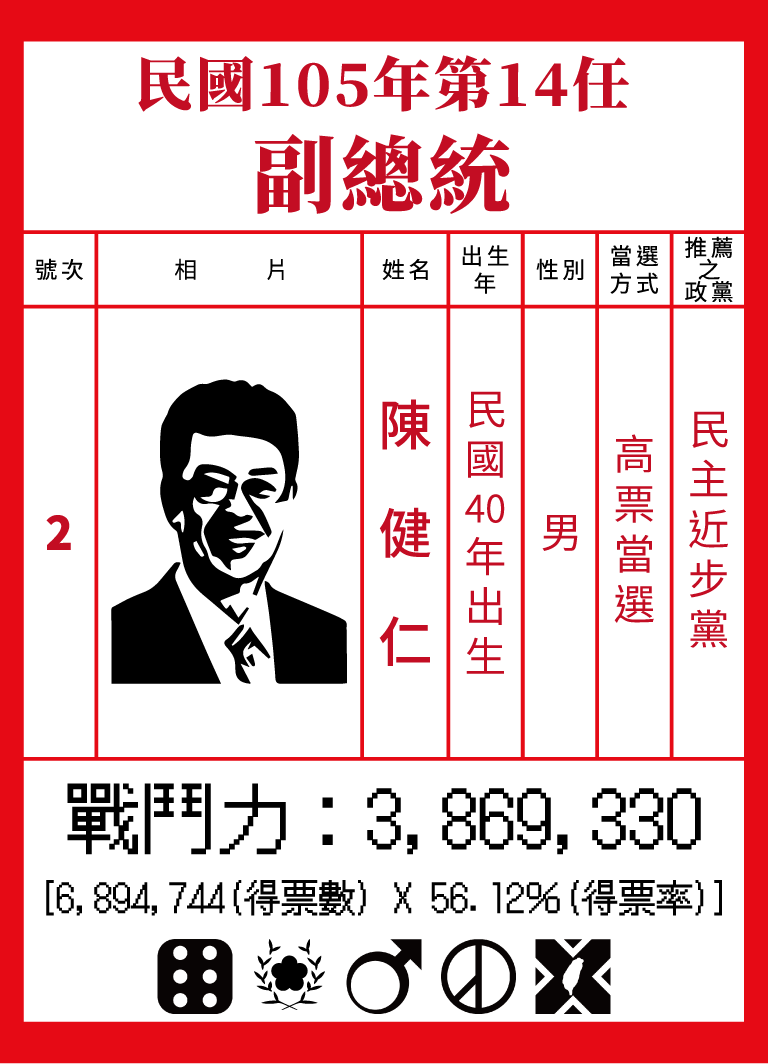 民國105年第14任
副總統
號次
相 片
姓名
出生
年
性別
當選
方式
推薦
之
政黨
2
陳健仁
民國40年出生
男
高票當選
民主近步黨
戰鬥力：3,869,330
[6,894,744(得票數) X 56.12%(得票率)]